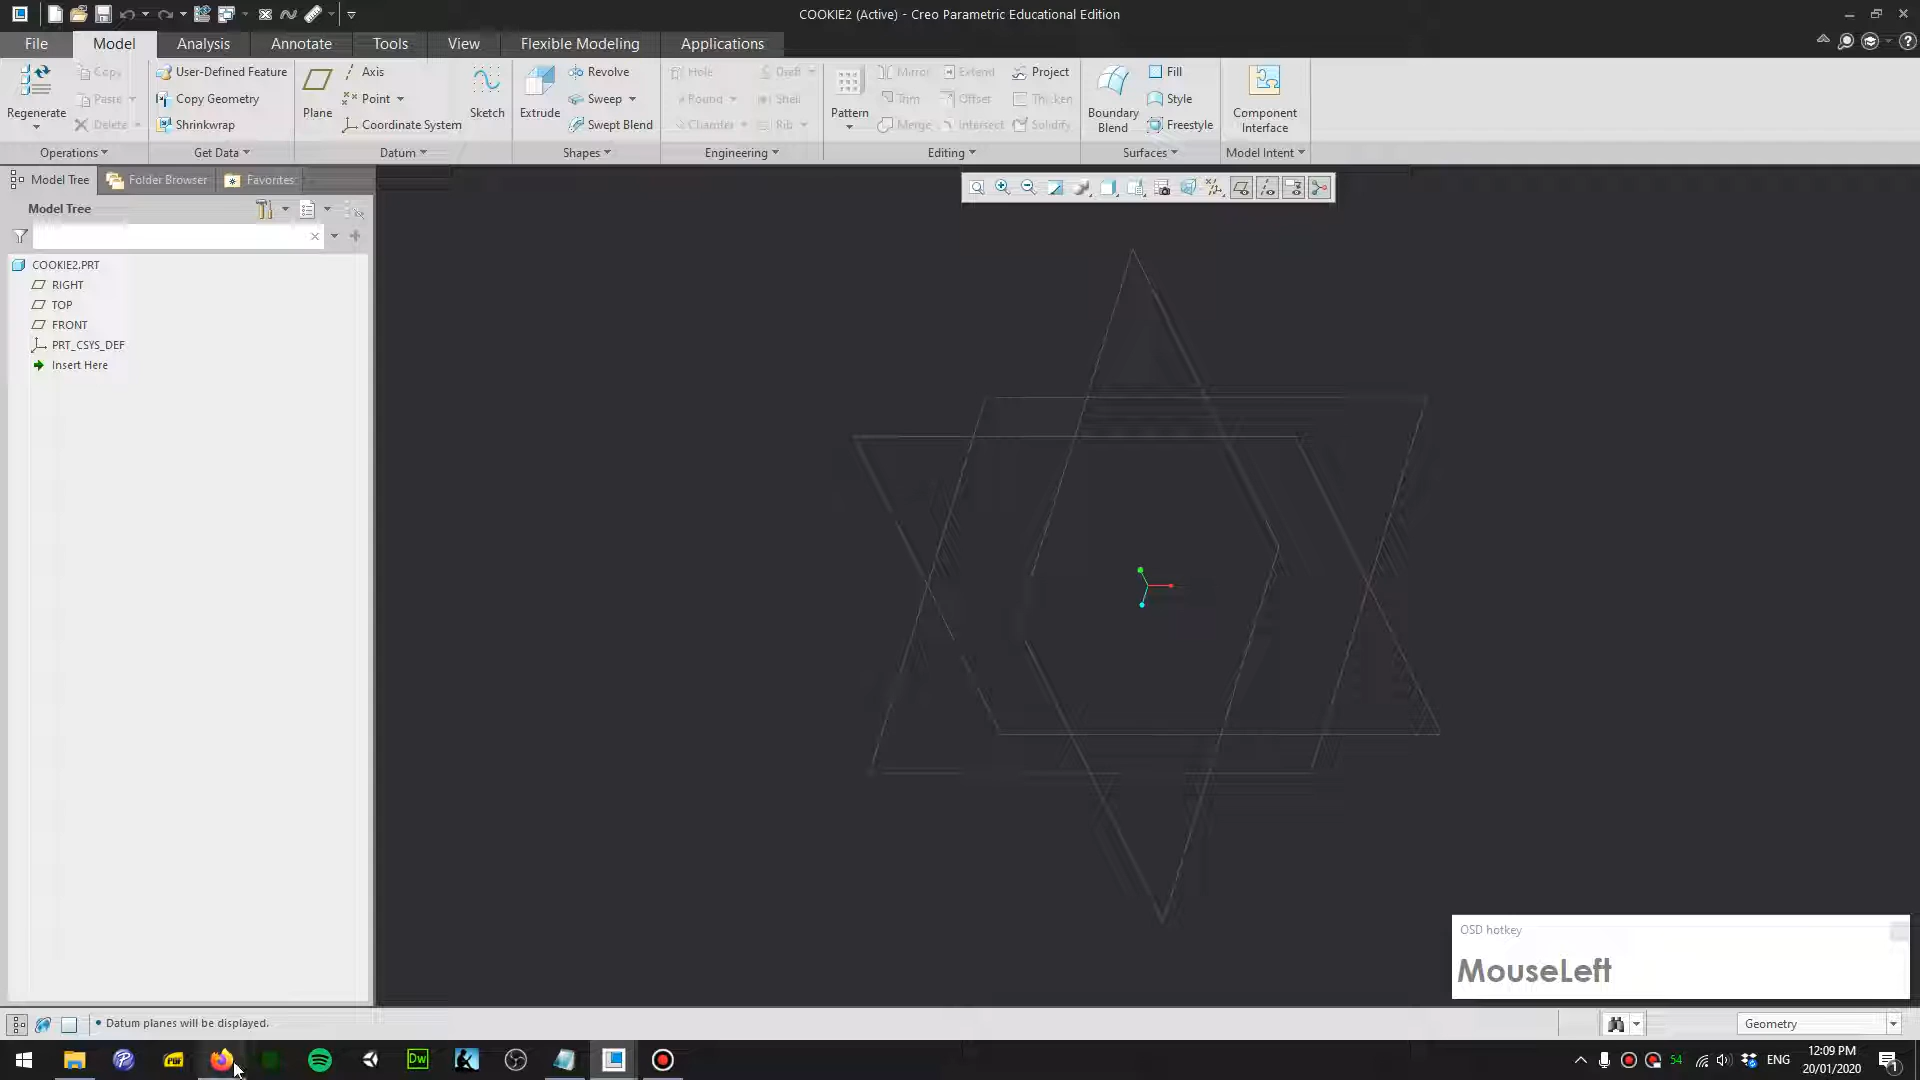 COOKIE2 (Active) - Creo Parametric Educational Edition
File Model Analysis Annotate Tools View Flexible Modeling Applications
Regenerate
Copy
Paste
Delete
Operations
User-Defined Feature
Copy Geometry
Shrinkwrap
Get Data
Plane
Axis
Point
Coordinate System
Datum
Sketch
Extrude
Revolve
Sweep
Swept Blend
Shapes
Hole
Round
Chamfer
Draft
Shell
Rib
Engineering
Pattern
Mirror
Trim
Merge
Extend
Offset
Intersect
Project
Thicken
Solidify
Editing
Boundary
Blend
Fill
Style
Freestyle
Surfaces
Component
Interface
Model Intent
Model Tree Folder Browser Favorites
Model Tree
COOKIE2.PRT
RIGHT
TOP
FRONT
PRT_CSYS_DEF
Insert Here
OSD hotkey
MouseLeft
• Datum planes will be displayed.
Geometry
PDF
Dw
54
ENG
12:09 PM
20/01/2020
1